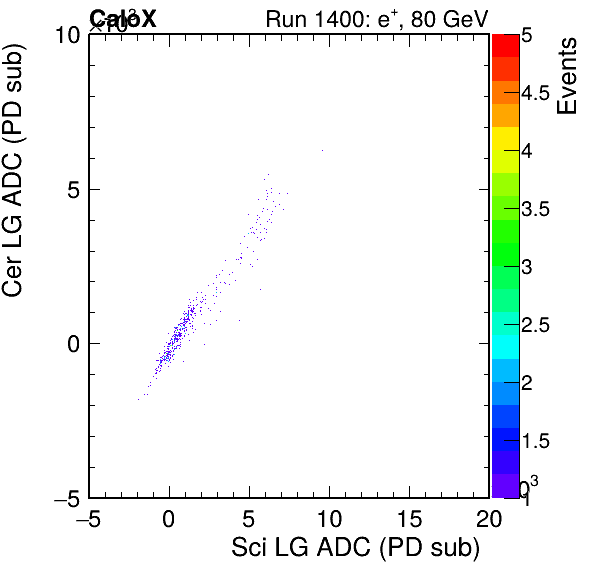 CaloX
×10³
Run 1400: e⁺, 80 GeV
10
5
0
−5
Cer LG ADC (PD sub)
−5 0 5 10 15 20
Sci LG ADC (PD sub)
5
4.5
4
3.5
3
2.5
2
1.5
1
Events